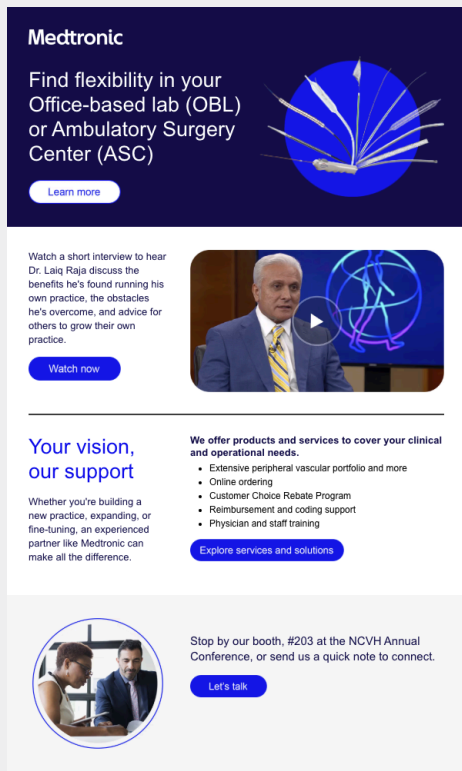 Medtronic
Find flexibility in your
Office-based lab (OBL)
or Ambulatory Surgery
Center (ASC)
Learn more
Watch a short interview to hear
Dr. Laiq Raja discuss the
benefits he's found running his
own practice, the obstacles
he's overcome, and advice for
others to grow their own
practice.
Watch now
Your vision,
our support
Whether you're building a
new practice, expanding, or
fine-tuning, an experienced
partner like Medtronic can
make all the difference.
We offer products and services to cover your clinical
and operational needs.
• Extensive peripheral vascular portfolio and more
• Online ordering
• Customer Choice Rebate Program
• Reimbursement and coding support
• Physician and staff training
Explore services and solutions
Stop by our booth, #203 at the NCVH Annual
Conference, or send us a quick note to connect.
Let's talk